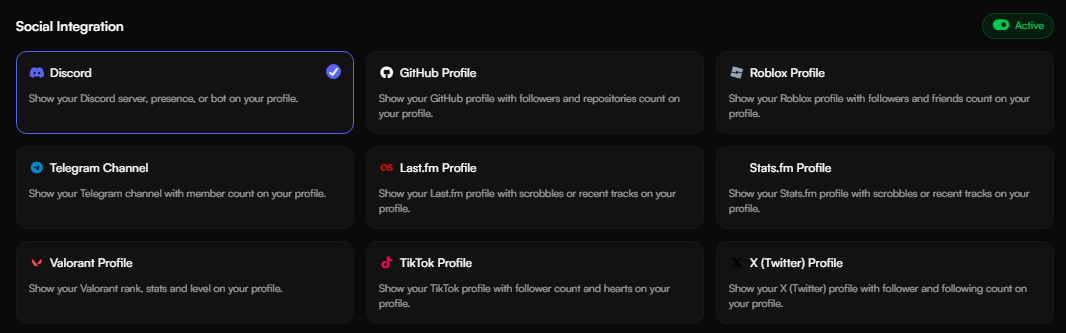 Social Integration
Active
Discord
Show your Discord server, presence, or bot on your profile.
GitHub Profile
Show your GitHub profile with followers and repositories count on
your profile.
Roblox Profile
Show your Roblox profile with followers and friends count on your
profile.
Telegram Channel
Show your Telegram channel with member count on your profile.
Last.fm Profile
Show your Last.fm profile with scrobbles or recent tracks on your
profile.
Stats.fm Profile
Show your Stats.fm profile with scrobbles or recent tracks on your
profile.
Valorant Profile
Show your Valorant rank, stats and level on your profile.
TikTok Profile
Show your TikTok profile with follower count and hearts on your
profile.
X (Twitter) Profile
Show your X (Twitter) profile with follower and following count on
your profile.